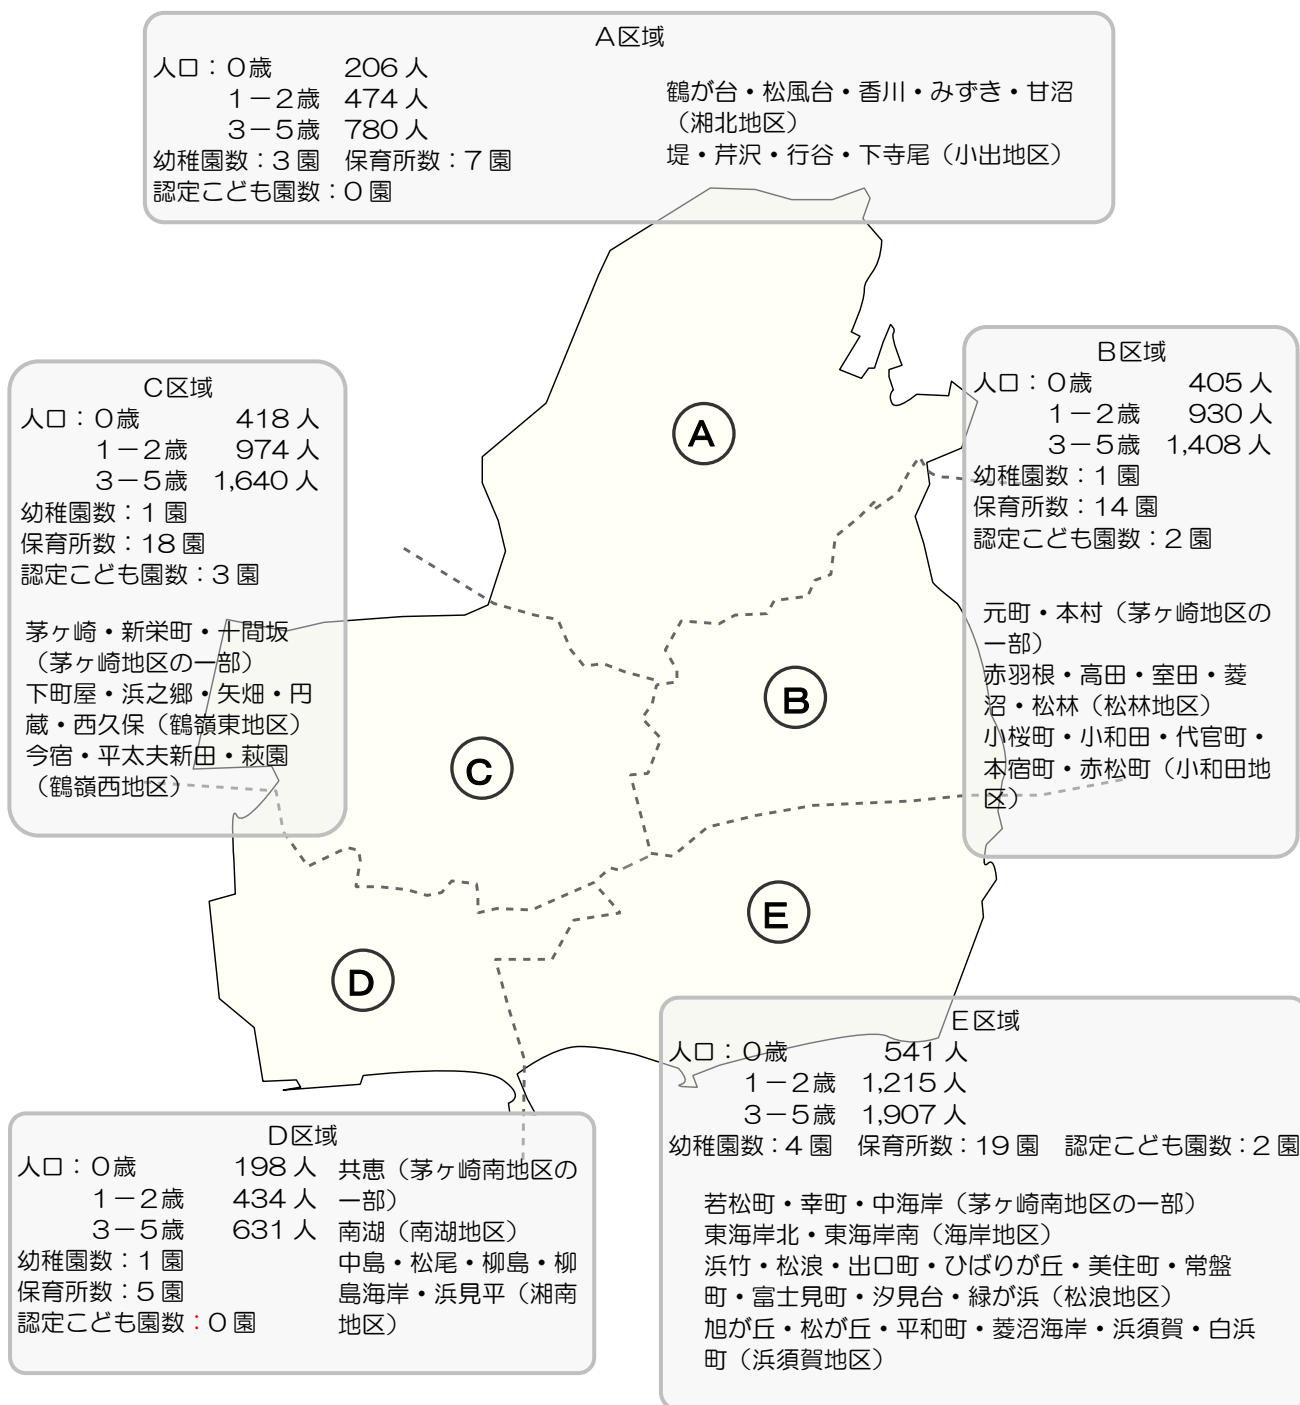 A区域
人口：０歳 206人
１－２歳 474人
３－５歳 780人
幼稚園数：３園 保育所数：７園
認定こども園数：０園
鶴が台・松風台・香川・みずき・甘沼
（湘北地区）
堤・芹沢・行谷・下寺尾（小出地区）
B区域
人口：０歳 405人
１－２歳 930人
３－５歳 1,408人
幼稚園数：１園
保育所数：14園
認定こども園数：２園
元町・本村（茅ヶ崎地区の
一部）
赤羽根・高田・室田・菱
沼・松林（松林地区）
小桜町・小和田・代官町・
本宿町・赤松町（小和田地
区）
C区域
人口：０歳 418人
１－２歳 974人
３－５歳 1,640人
幼稚園数：１園
保育所数：18園
認定こども園数：３園
茅ヶ崎・新栄町・十間坂
（茅ヶ崎地区の一部）
下町屋・浜之郷・矢畑・円
蔵・西久保（鶴嶺東地区）
今宿・平太夫新田・萩園
（鶴嶺西地区）
A
B
C
D
E
D区域
人口：０歳 198人
１－２歳 434人
３－５歳 631人
幼稚園数：１園
保育所数：５園
認定こども園数：０園
共恵（茅ヶ崎南地区の
一部）
南湖（南湖地区）
中島・松尾・柳島・柳
島海岸・浜見平（湘南
地区）
E区域
人口：０歳 541人
１－２歳 1,215人
３－５歳 1,907人
幼稚園数：４園 保育所数：19園 認定こども園数：２園
若松町・幸町・中海岸（茅ヶ崎南地区の一部）
東海岸北・東海岸南（海岸地区）
浜竹・松浪・出口町・ひばりが丘・美住町・常盤
町・富士見町・汐見台・緑が浜（松浪地区）
旭が丘・松が丘・平和町・菱沼海岸・浜須賀・白浜
町（浜須賀地区）